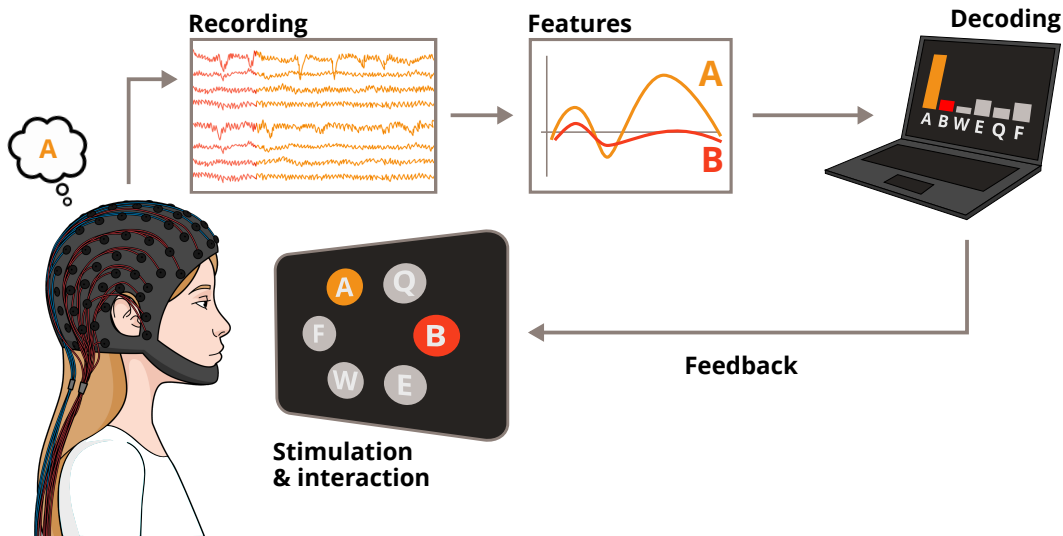 Recording
Features
Decoding
A
A
B
A B W E Q F
A
Q
F
B
W
E
Feedback
Stimulation
& interaction